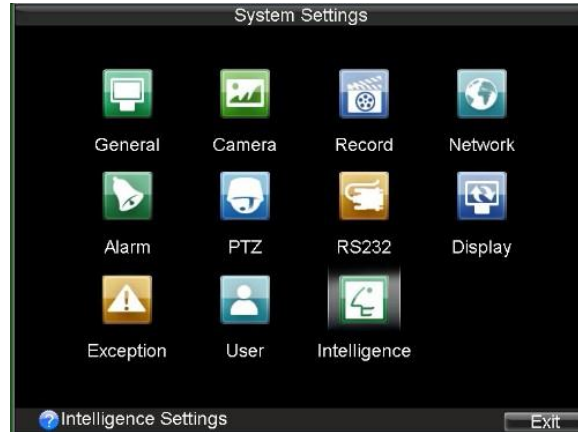 System Settings
General Camera Record Network
Alarm PTZ RS232 Display
Exception User Intelligence
Intelligence Settings Exit